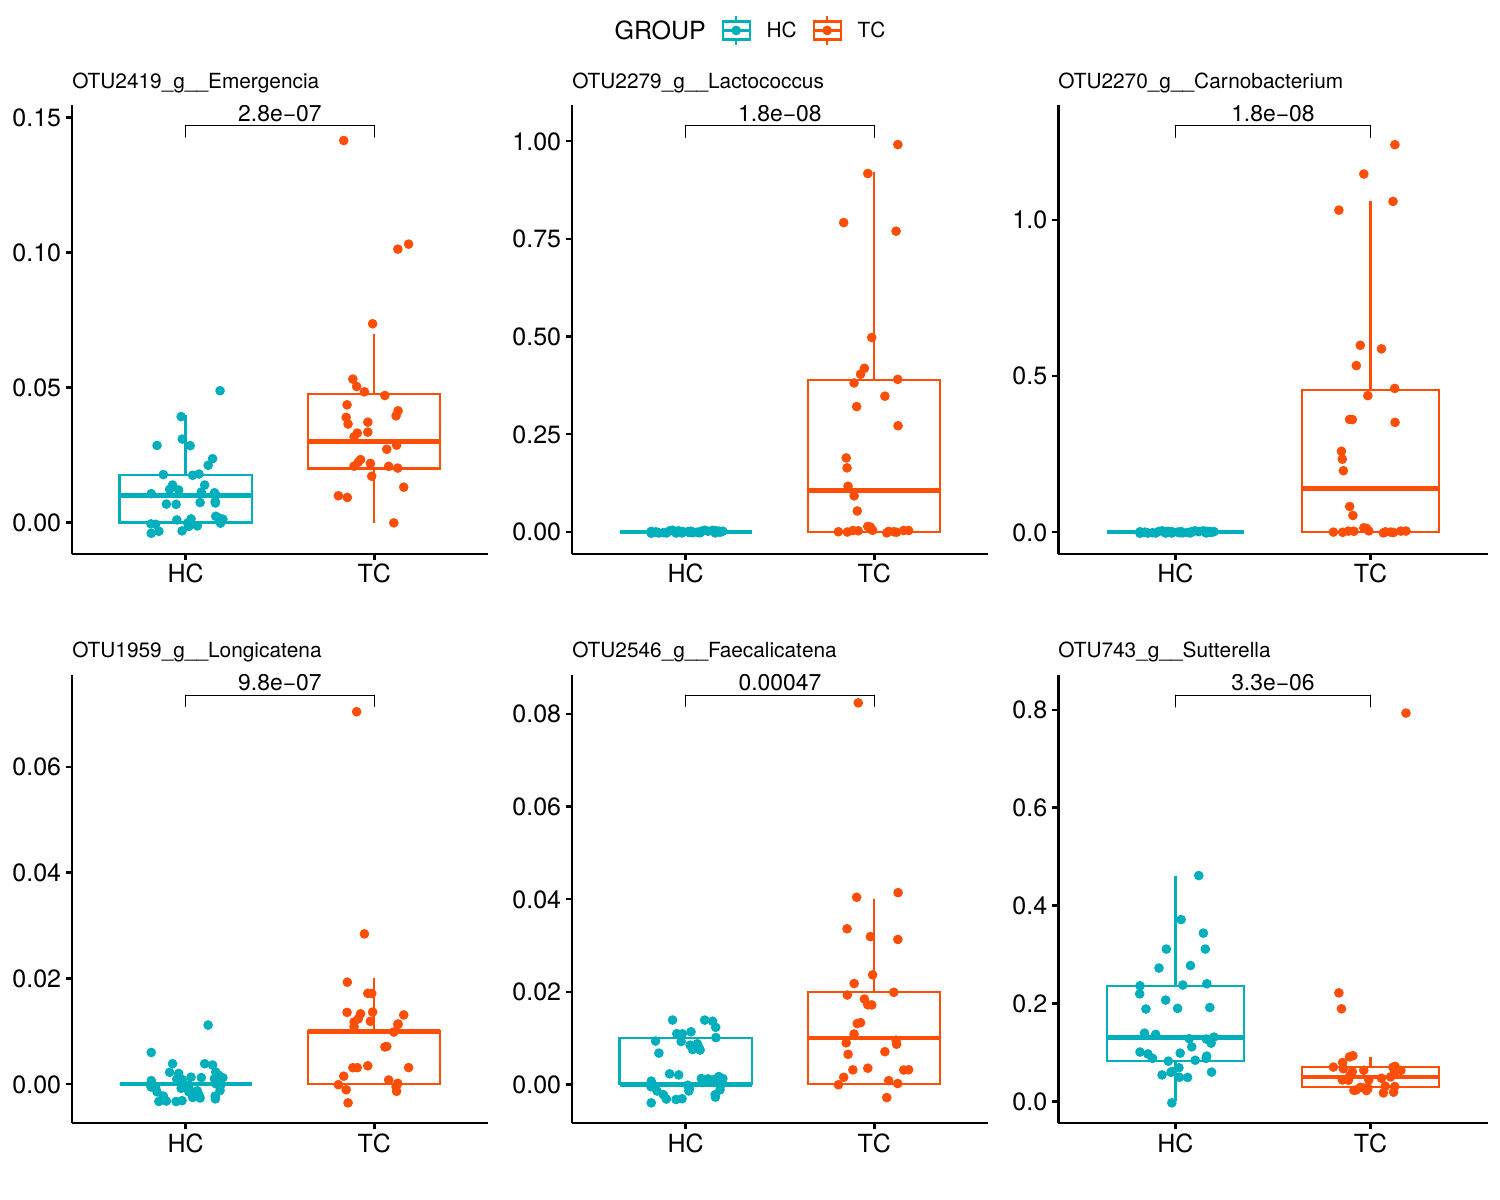 GROUP HC TC
OTU2419_g__Emergencia
2.8e−07
0.15
0.10
0.05
0.00
HC TC
OTU2279_g__Lactococcus
1.8e−08
1.00
0.75
0.50
0.25
0.00
HC TC
OTU2270_g__Carnobacterium
1.8e−08
1.0
0.5
0.0
HC TC
OTU1959_g__Longicatena
9.8e−07
0.06
0.04
0.02
0.00
HC TC
OTU2546_g__Faecalicatena
0.00047
0.08
0.06
0.04
0.02
0.00
HC TC
OTU743_g__Sutterella
3.3e−06
0.8
0.6
0.4
0.2
0.0
HC TC